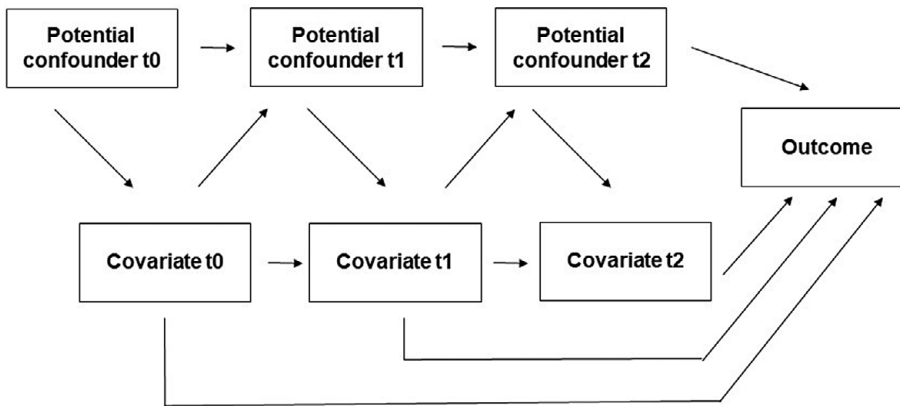 Potential
confounder t0
Potential
confounder t1
Potential
confounder t2
Outcome
Covariate t0
Covariate t1
Covariate t2